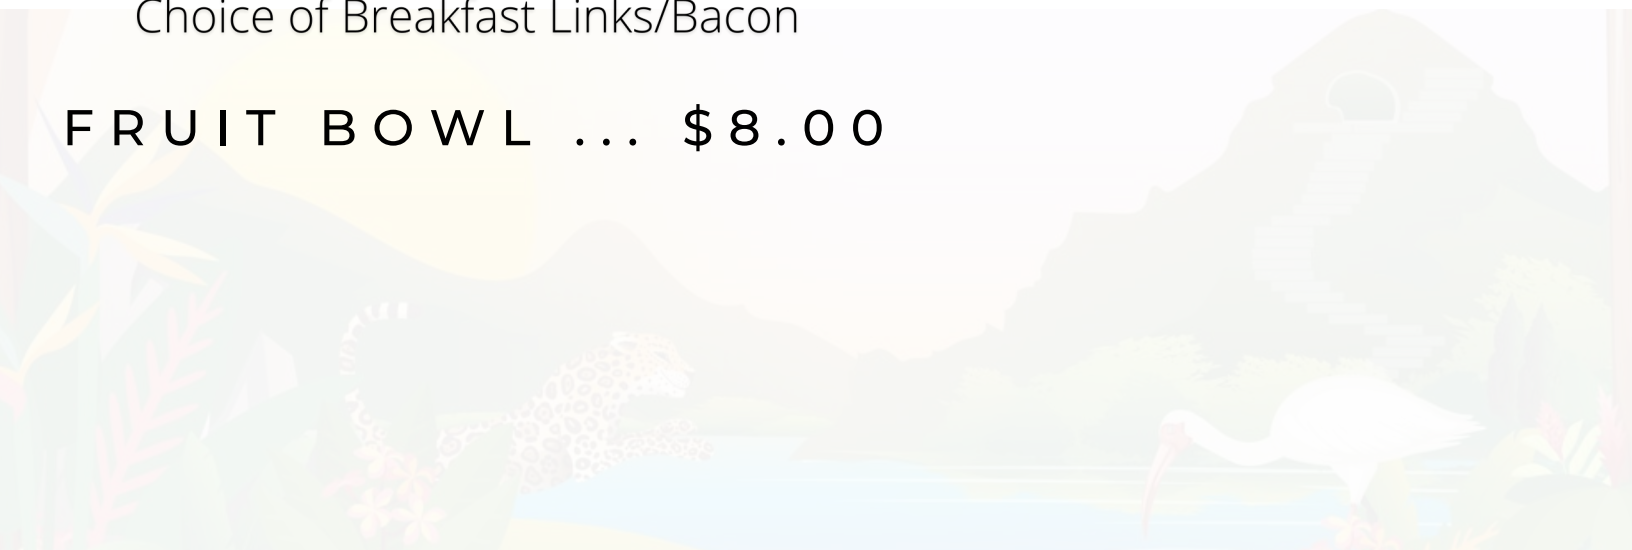 Choice of Breakfast Links/Bacon
FRUIT BOWL ... $8.00